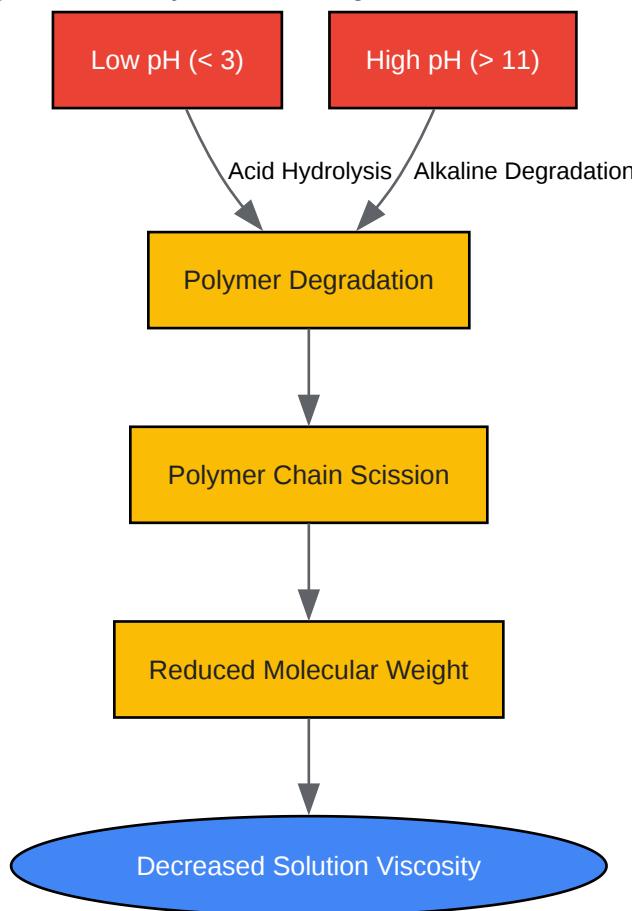 Low pH (< 3)
High pH (> 11)
Acid Hydrolysis
Alkaline Degradation
Polymer Degradation
Polymer Chain Scission
Reduced Molecular Weight
Decreased Solution Viscosity